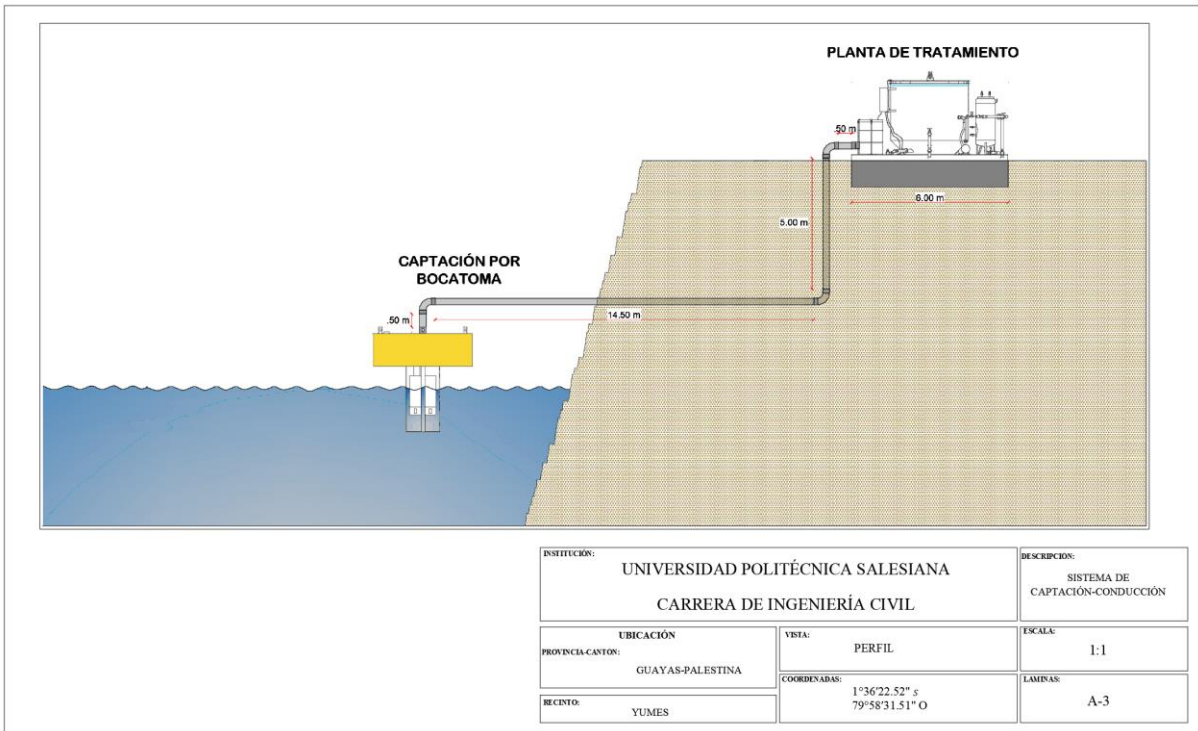 PLANTA DE TRATAMIENTO
.50 m
5.00 m
6.00 m
CAPTACIÓN POR
BOCATOMA
.50 m
14.50 m
INSTITUCIÓN:
UNIVERSIDAD POLITÉCNICA SALESIANA
CARRERA DE INGENIERÍA CIVIL
DESCRIPCION:
SISTEMA DE
CAPTACIÓN-CONDUCCIÓN
UBICACIÓN
PROVINCIA-CANTON:
GUAYAS-PALESTINA
VISTA:
PERFIL
ESCALA:
1:1
RECINTO:
YUMES
COORDENADAS:
1°36'22.52" s
79°58'31.51" O
LAMINAS:
A-3